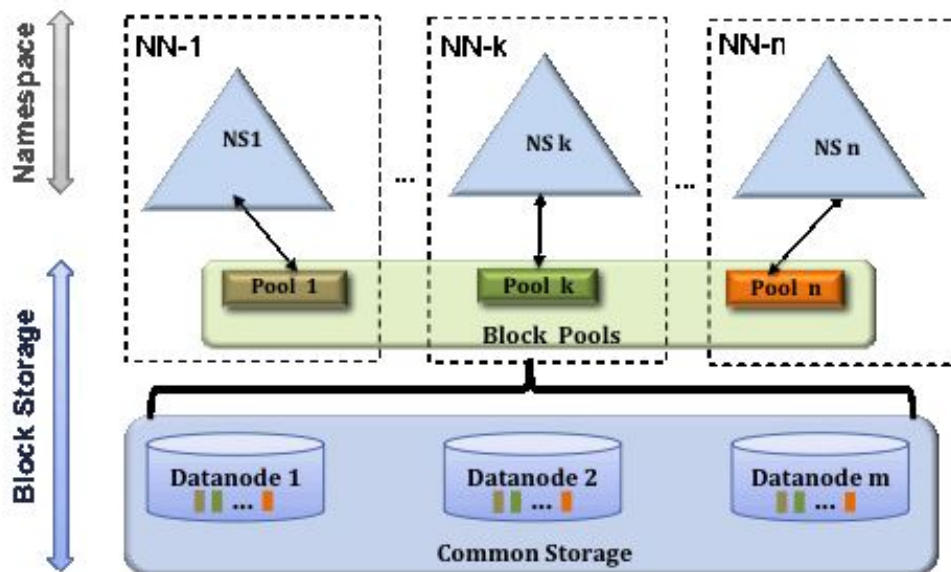 NN-1
NN-k
NN-n
Namespace
NS1
NS k
NS n
...
...
Pool 1
Pool k
Pool n
Block Pools
Block Storage
Datanode 1
Datanode 2
Datanode m
...
...
...
Common Storage